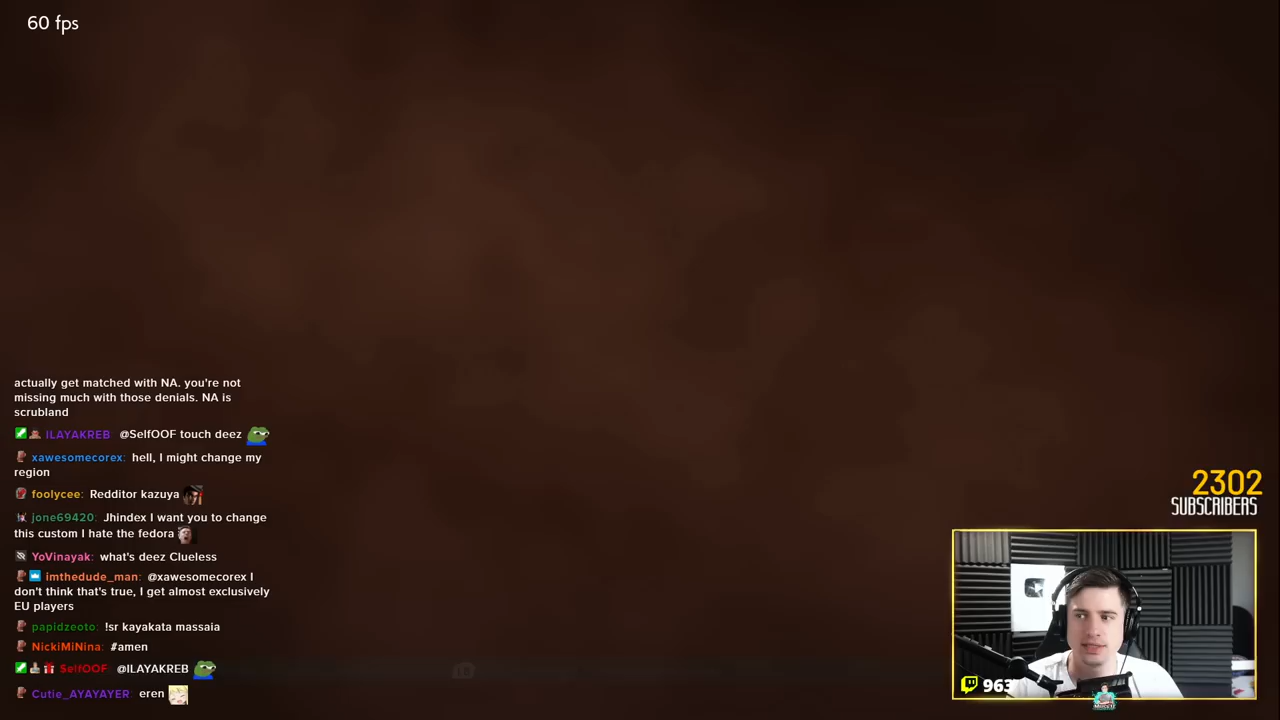 60 fps
actually get matched with NA. you're not
missing much with those denials. NA is
scrubland
ILAYAKREB @SelfOOF touch deez
xawesomecorex: hell, I might change my
region
foolycee: Redditor kazuya
jone69420: Jhindex I want you to change
this custom I hate the fedora
YoVinayak: what's deez Clueless
imthedude_man: @xawesomecorex I
don't think that's true, I get almost exclusively
EU players
papidzeoto: !sr kayakata massaia
NickiMiNina: #amen
SelfOOF: @ILAYAKREB
Cutie_AYAYAYER: eren
2302
SUBSCRIBERS
963